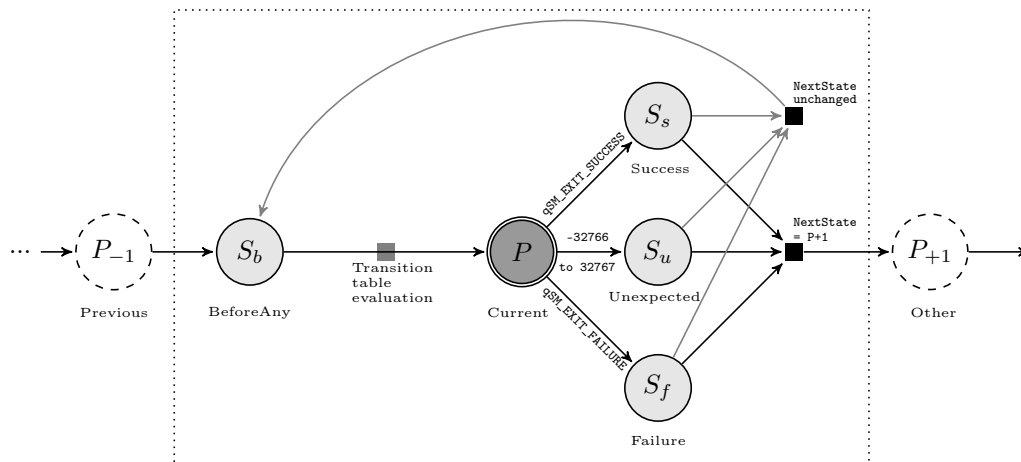 NextState
unchanged
S_s
qSM_EXIT_SUCCESS
Success
...
P_{-1}
S_b
P
-32766
to 32767
S_u
NextState
= P+1
P_{+1}
Transition
table
evaluation
Previous
BeforeAny
Current
Unexpected
Other
qSM_EXIT_FAILURE
S_f
Failure